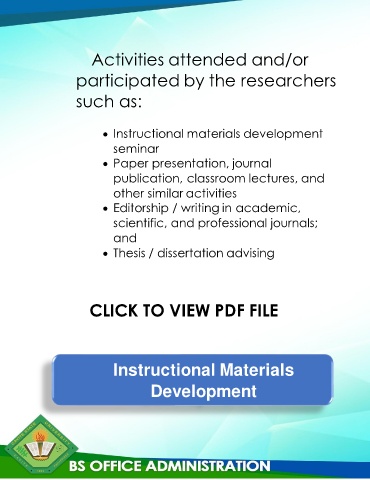 Activities attended and/or
participated by the researchers
such as:
• Instructional materials development
seminar
• Paper presentation, journal
publication, classroom lectures, and
other similar activities
• Editorship / writing in academic,
scientific, and professional journals;
and
• Thesis / dissertation advising
CLICK TO VIEW PDF FILE
Instructional Materials
Development
BS OFFICE ADMINISTRATION